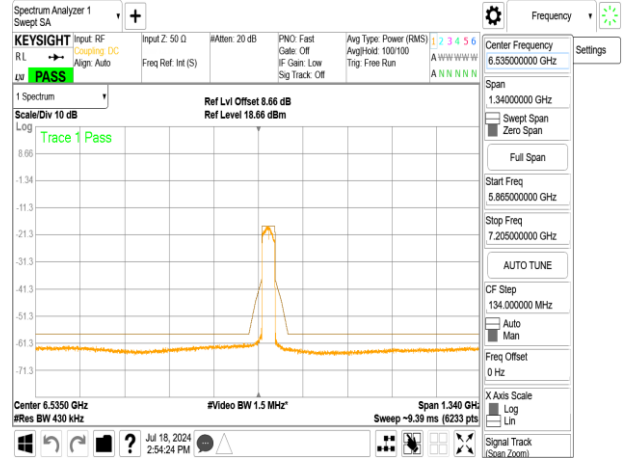 Spectrum Analyzer 1
Swept SA
Frequency
KEYSIGHT
Input: RF
Coupling: DC
Align: Auto
Input Z: 50 Ω
Freq Ref: Int (S)
#Atten: 20 dB
PNO: Fast
Gate: Off
IF Gain: Low
Sig Track: Off
Avg Type: Power (RMS)
Avg|Hold: 100/100
Trig: Free Run
1 2 3 4 5 6
A W W W W W
A N N N N N
RL
LXI
PASS
1 Spectrum
Scale/Div 10 dB
Ref Lvl Offset 8.66 dB
Ref Level 18.66 dBm
Log
Trace 1 Pass
8.66
-1.34
-11.3
-21.3
-31.3
-41.3
-51.3
-61.3
-71.3
Center 6.5350 GHz
#Res BW 430 kHz
#Video BW 1.5 MHz*
Span 1.340 GHz
Sweep ~9.39 ms (6233 pts)
Jul 18, 2024
2:54:24 PM
Center Frequency
6.535000000 GHz
Settings
Span
1.34000000 GHz
Swept Span
Zero Span
Full Span
Start Freq
5.865000000 GHz
Stop Freq
7.205000000 GHz
AUTO TUNE
CF Step
134.000000 MHz
Auto
Man
Freq Offset
0 Hz
X Axis Scale
Log
Lin
Signal Track
(Span Zoom)